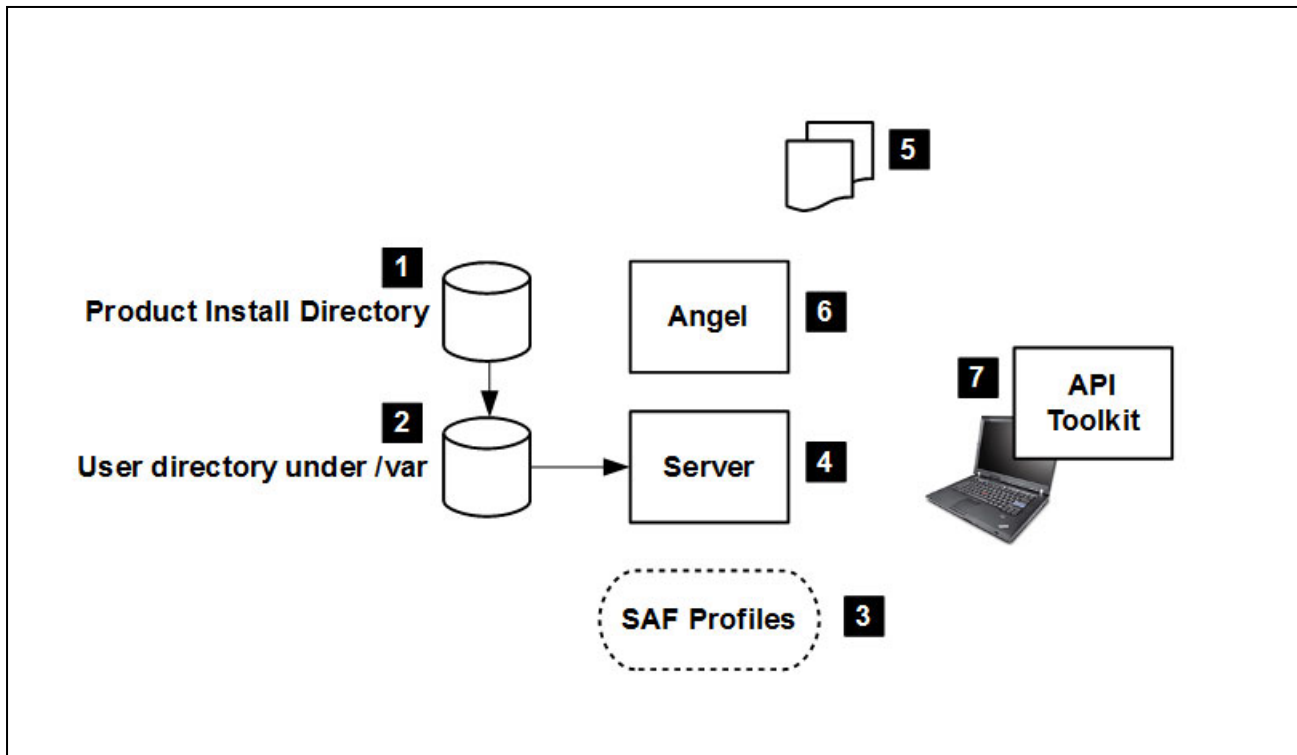 5
1
Product Install Directory
Angel
6
7
API
Toolkit
2
User directory under /var
Server
4
SAF Profiles
3